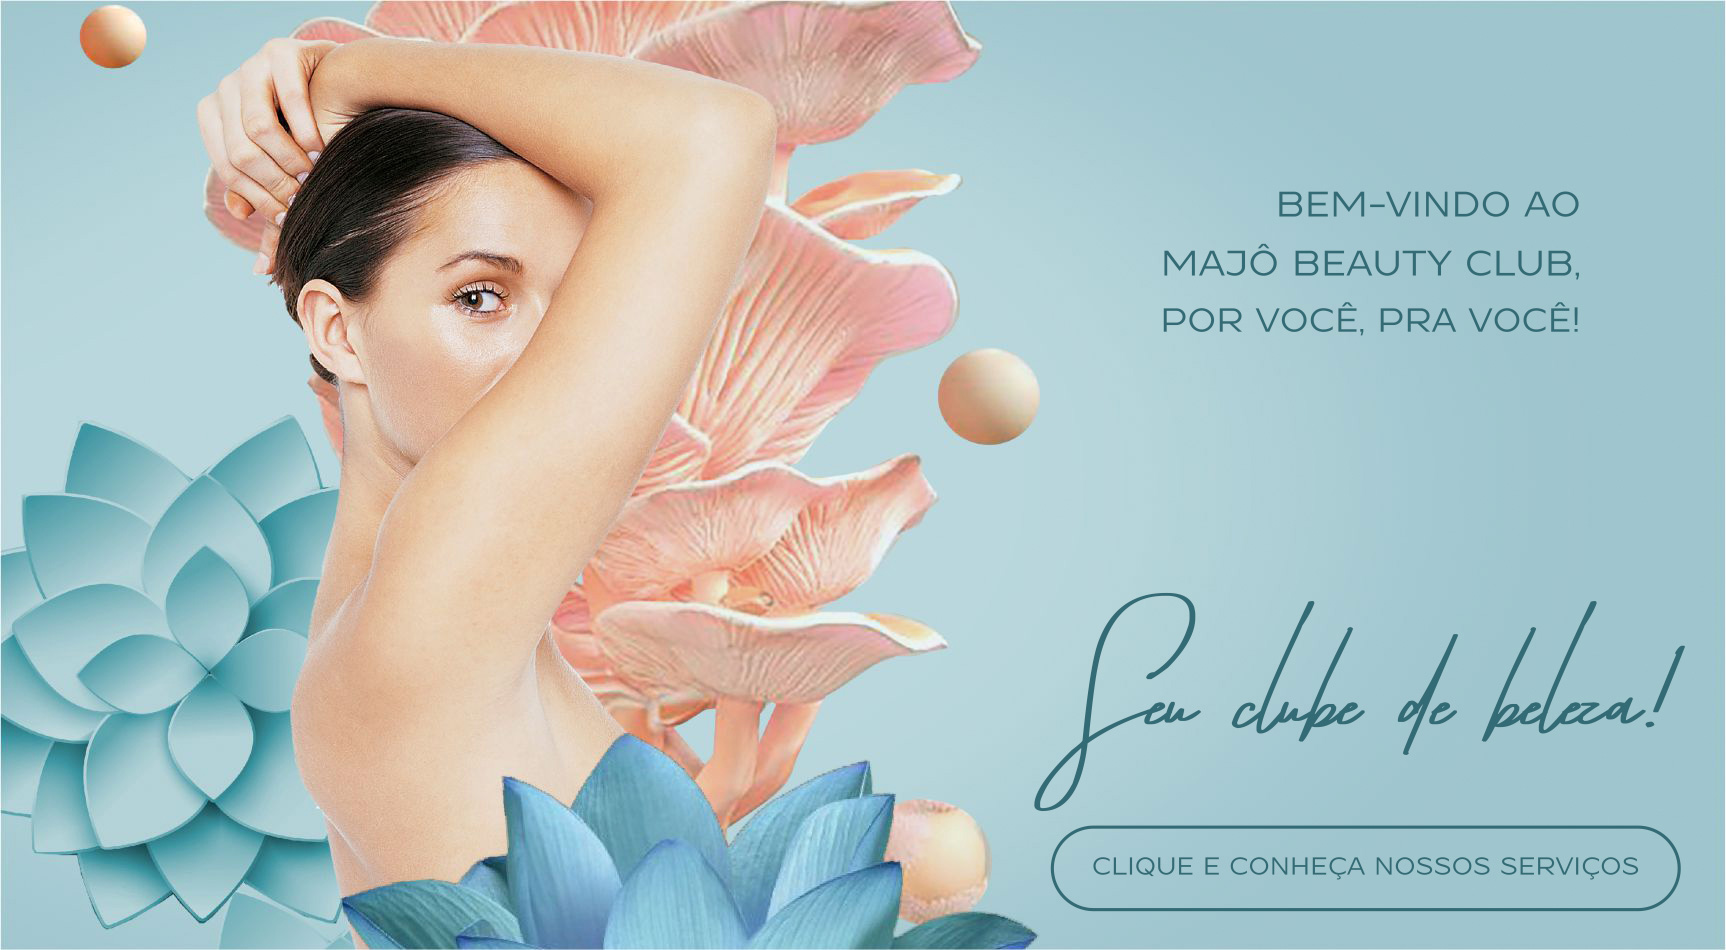 BEM-VINDO AO
MAJÔ BEAUTY CLUB,
POR VOCÊ, PRA VOCÊ!
Seu clube de beleza!
CLIQUE E CONHEÇA NOSSOS SERVIÇOS